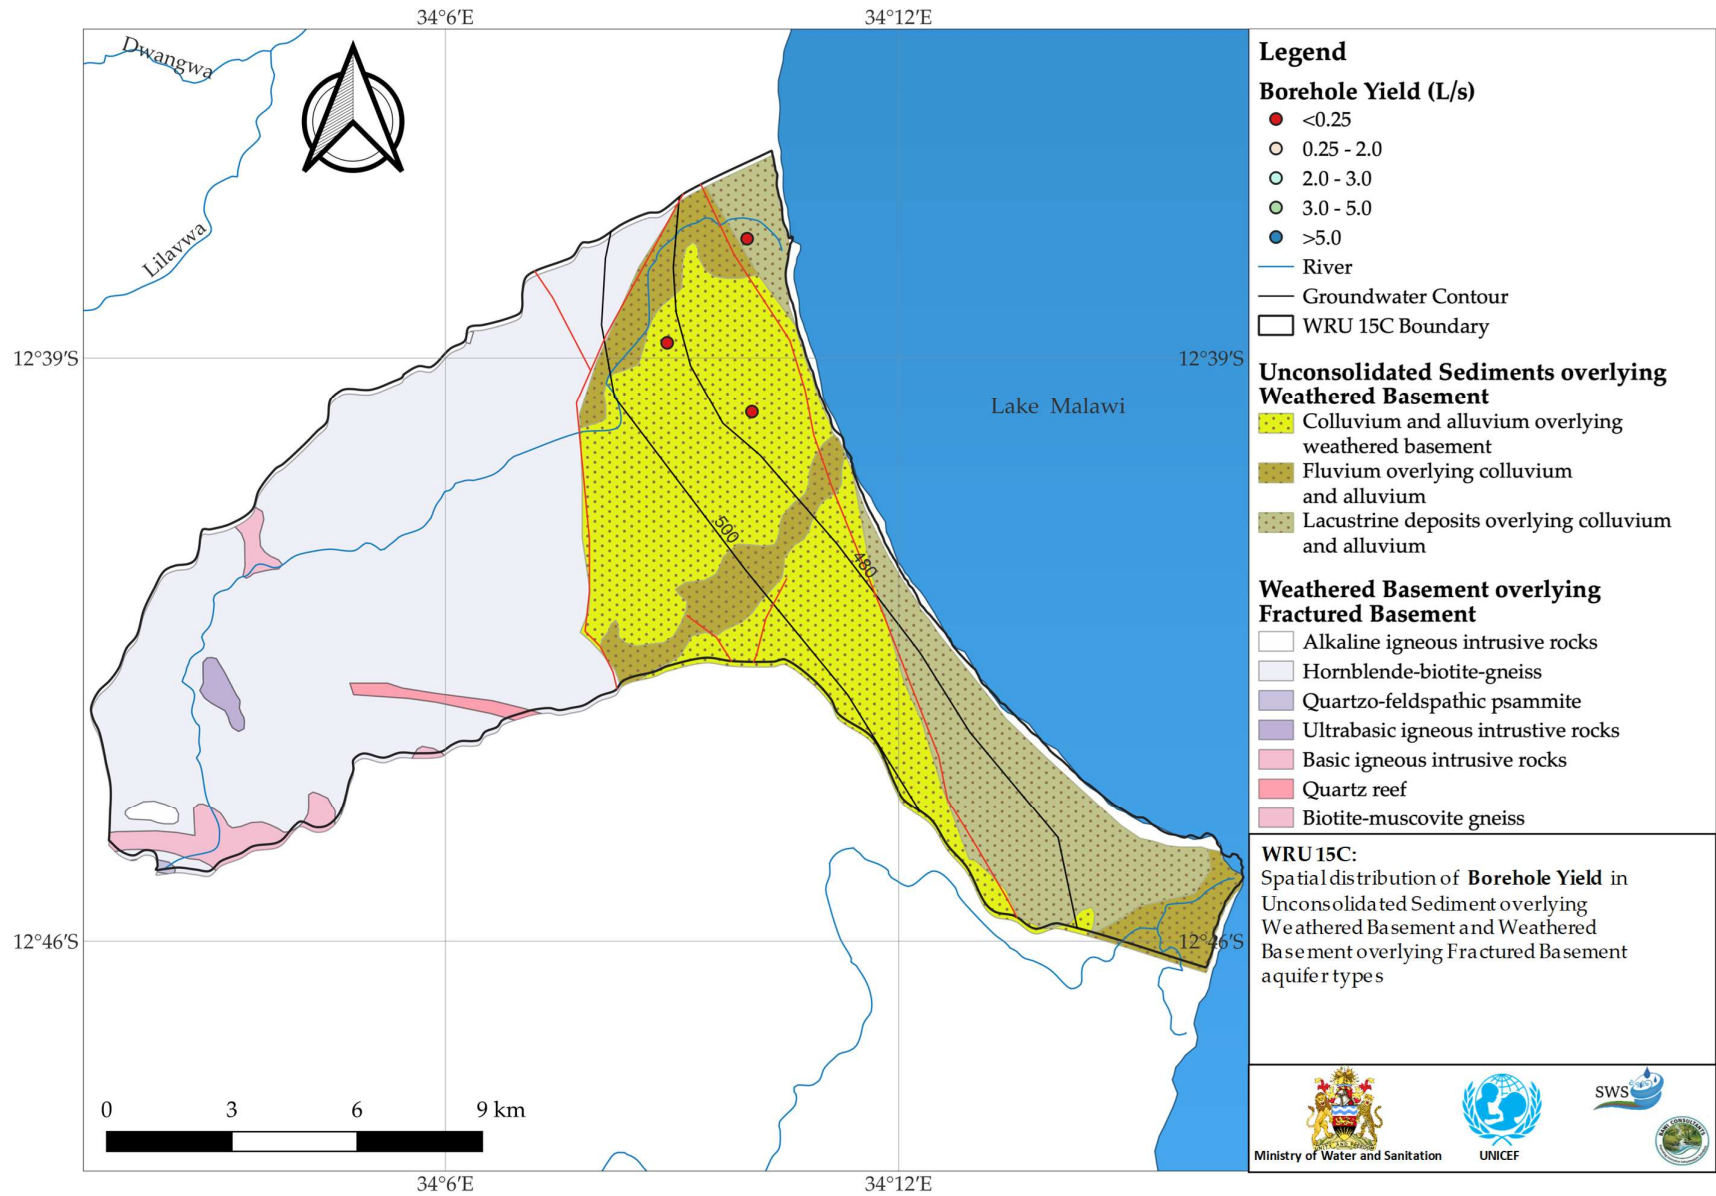 34°6′E
34°12′E
Dwangwa
Lilavwa
12°39′S
12°39′S
Lake Malawi
500
480
12°46′S
12°46′S
0 3 6 9 km
34°6′E
34°12′E
Legend
Borehole Yield (L/s)
<0.25
0.25 - 2.0
2.0 - 3.0
3.0 - 5.0
>5.0
River
Groundwater Contour
WRU 15C Boundary
Unconsolidated Sediments overlying
Weathered Basement
Colluvium and alluvium overlying
weathered basement
Fluvium overlying colluvium
and alluvium
Lacustrine deposits overlying colluvium
and alluvium
Weathered Basement overlying
Fractured Basement
Alkaline igneous intrusive rocks
Hornblende-biotite-gneiss
Quartzo-feldspathic psammite
Ultrabasic igneous intrustive rocks
Basic igneous intrusive rocks
Quartz reef
Biotite-muscovite gneiss
WRU 15C:
Spatial distribution of Borehole Yield in
Unconsolidated Sediment overlying
Weathered Basement and Weathered
Basement overlying Fractured Basement
aquifer types
Ministry of Water and Sanitation
UNICEF
SWS